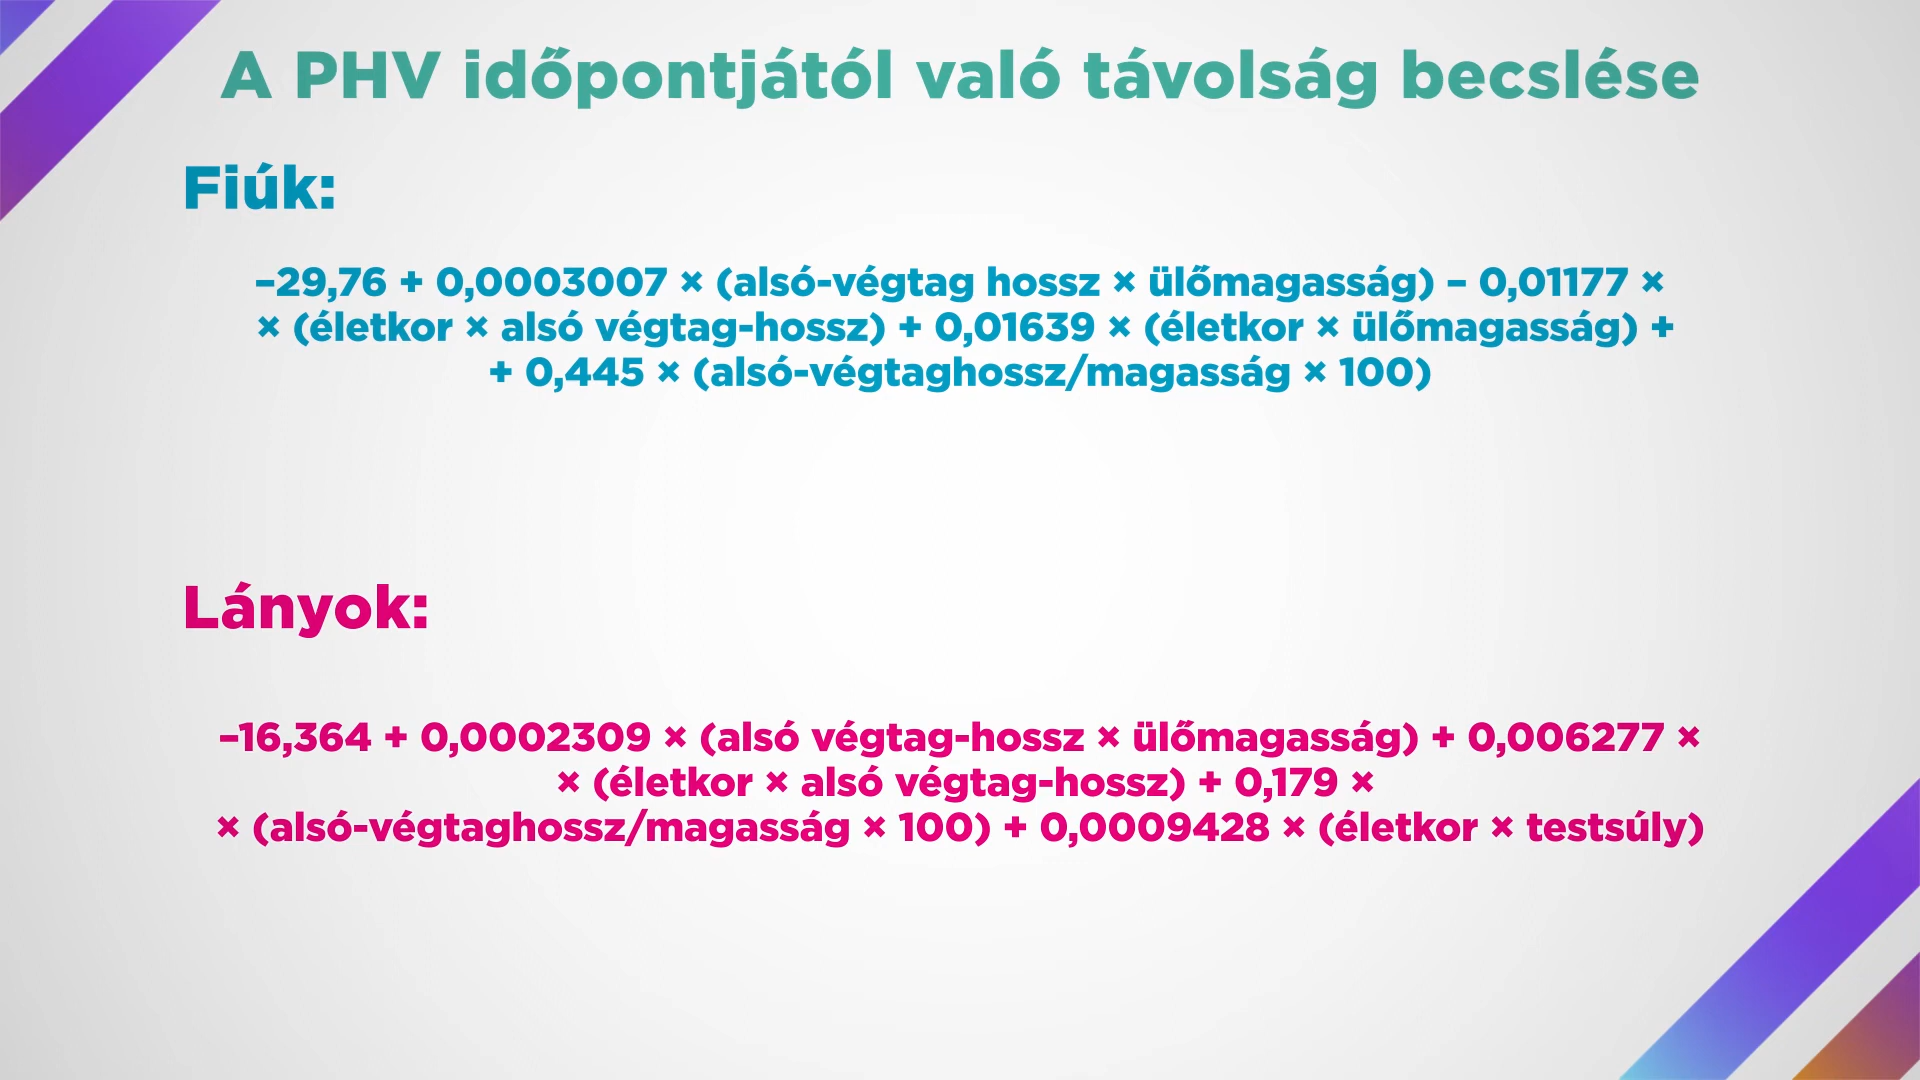 A PHV időpontjától való távolság becslése
Fiúk:
–29,76 + 0,0003007 × (alsó-végtag hossz × ülőmagasság) – 0,01177 ×
× (életkor × alsó végtag-hossz) + 0,01639 × (életkor × ülőmagasság) +
+ 0,445 × (alsó-végtaghossz/magasság × 100)
Lányok:
–16,364 + 0,0002309 × (alsó végtag-hossz × ülőmagasság) + 0,006277 ×
× (életkor × alsó végtag-hossz) + 0,179 ×
× (alsó-végtaghossz/magasság × 100) + 0,0009428 × (életkor × testsúly)